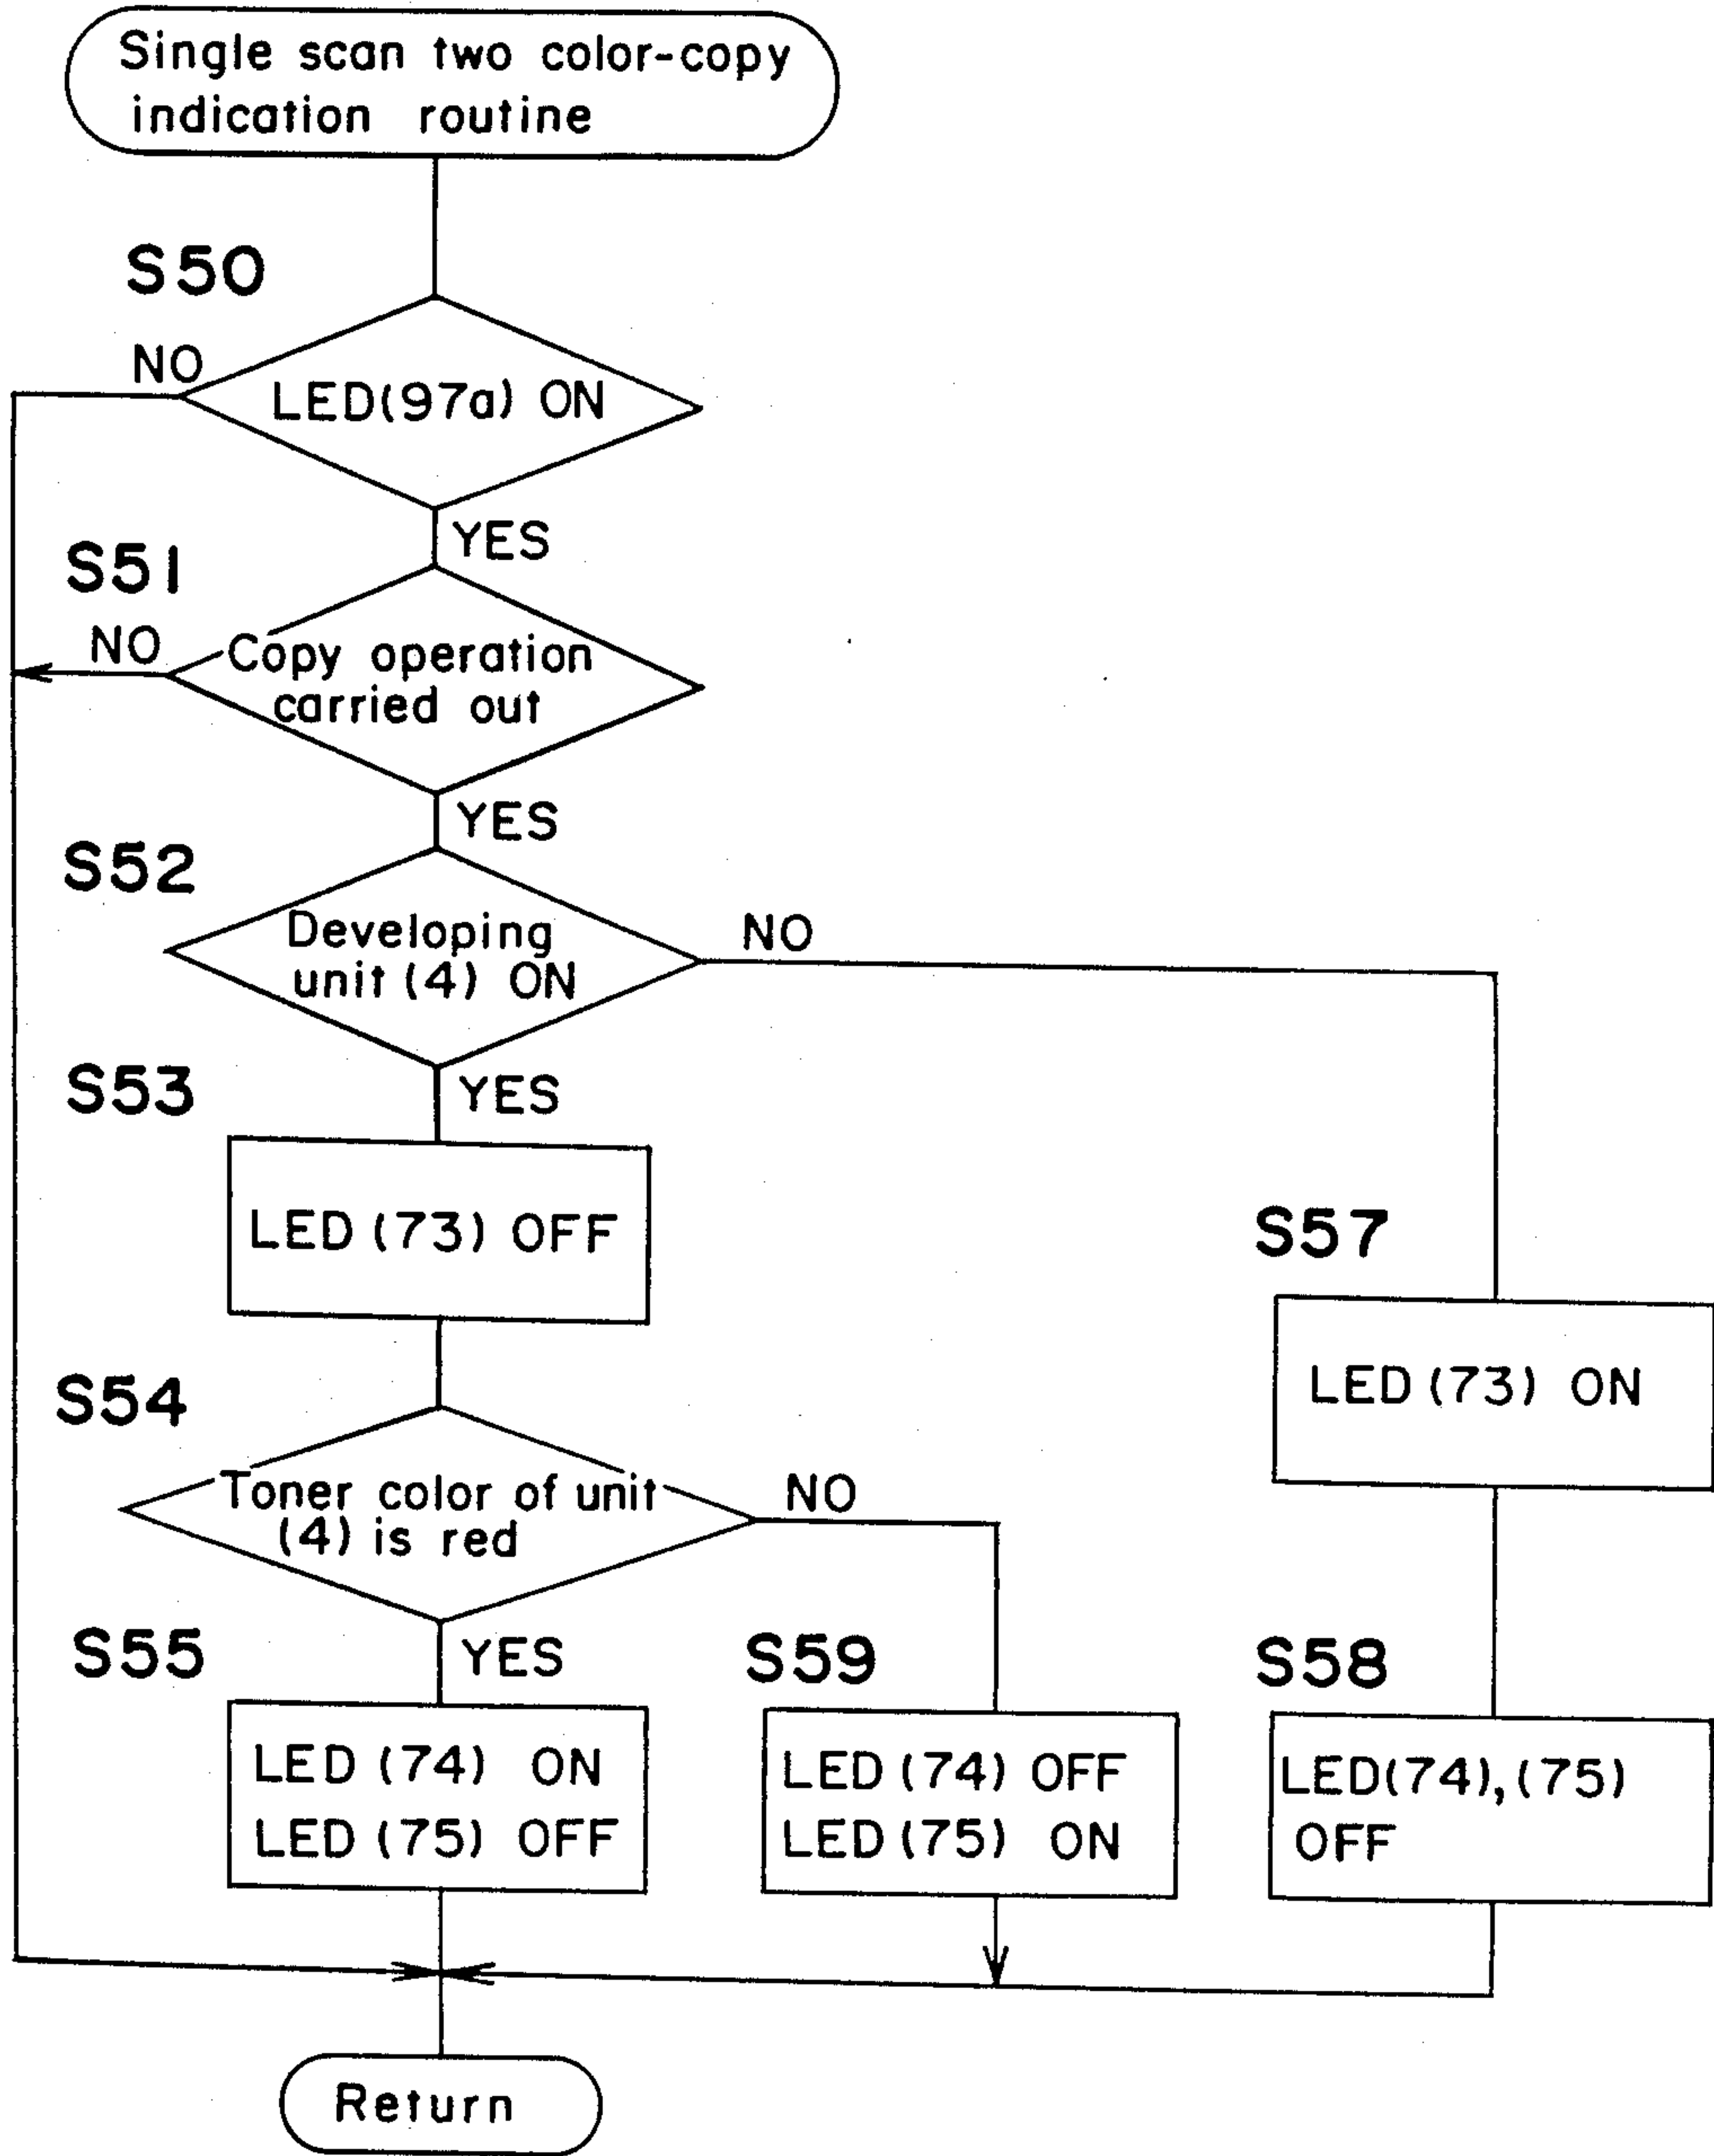 Single scan two color-copy
indication routine
S50
NO
LED(97a) ON
YES
S51
NO
Copy operation
carried out
YES
S52
Developing
unit (4) ON
NO
S53
YES
LED (73) OFF
S57
LED (73) ON
S54
Toner color of unit
(4) is red
NO
S55
YES
S59
S58
LED (74) ON
LED (75) OFF
LED (74) OFF
LED (75) ON
LED(74),(75)
OFF
Return